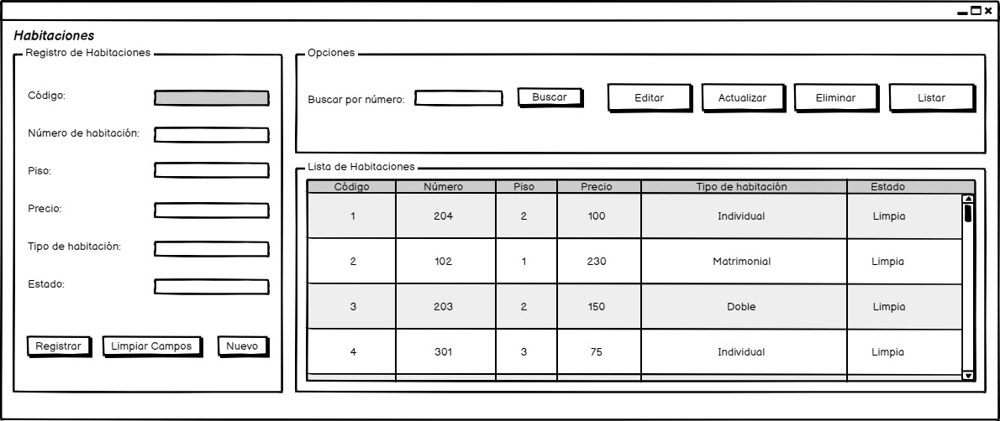 Habitaciones
Registro de Habitaciones
Código:
Número de habitación:
Piso:
Precio:
Tipo de habitación:
Estado:
Registrar Limpiar Campos Nuevo
Opciones
Buscar por número: Buscar Editar Actualizar Eliminar Listar
Lista de Habitaciones
Código Número Piso Precio Tipo de habitación Estado
1 204 2 100 Individual Limpia
2 102 1 230 Matrimonial Limpia
3 203 2 150 Doble Limpia
4 301 3 75 Individual Limpia